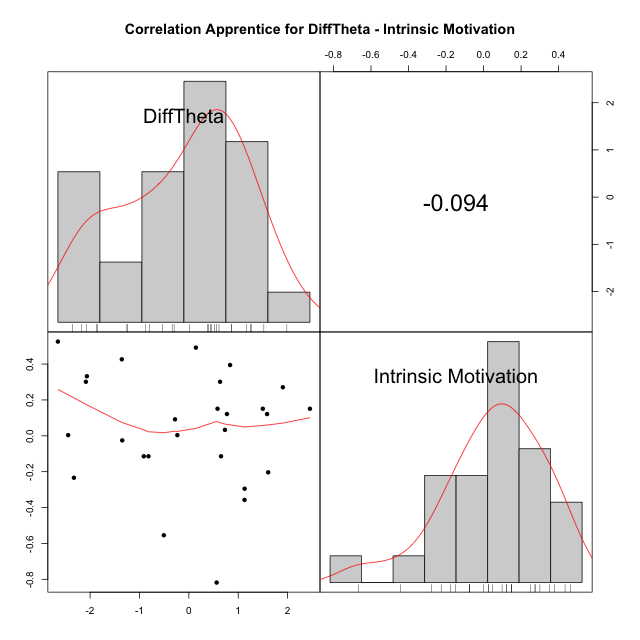 Correlation Apprentice for DiffTheta - Intrinsic Motivation
-0.8 -0.6 -0.4 -0.2 0.0 0.2 0.4
DiffTheta
2
1
0
-1
-2
-0.094
0.4
0.2
0.0
-0.2
-0.4
-0.6
-0.8
Intrinsic Motivation
-2 -1 0 1 2